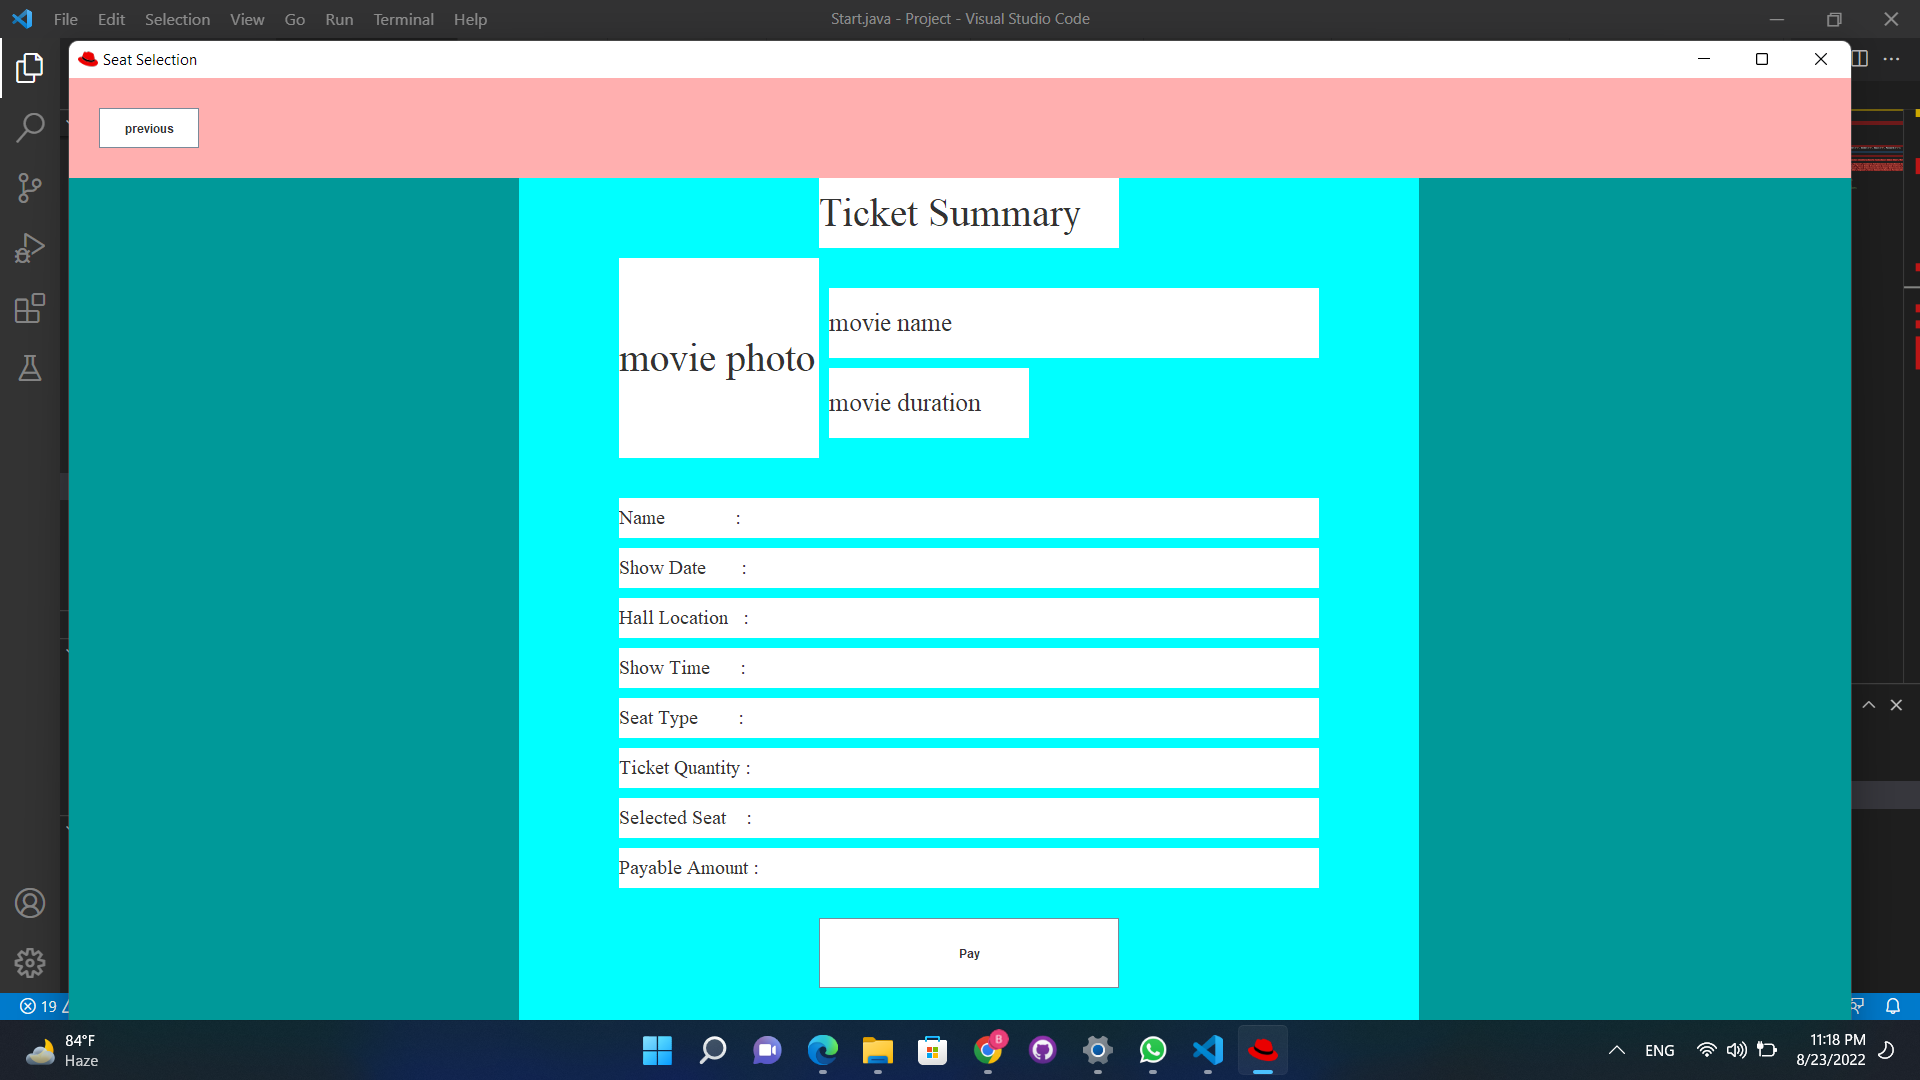 File Edit Selection View Go Run Terminal Help
Start.java - Project - Visual Studio Code
Seat Selection
previous
Ticket Summary
movie photo
movie name
movie duration
Name :
Show Date :
Hall Location :
Show Time :
Seat Type :
Ticket Quantity :
Selected Seat :
Payable Amount :
Pay
19
84°F
Haze
B
ENG
11:18 PM
8/23/2022